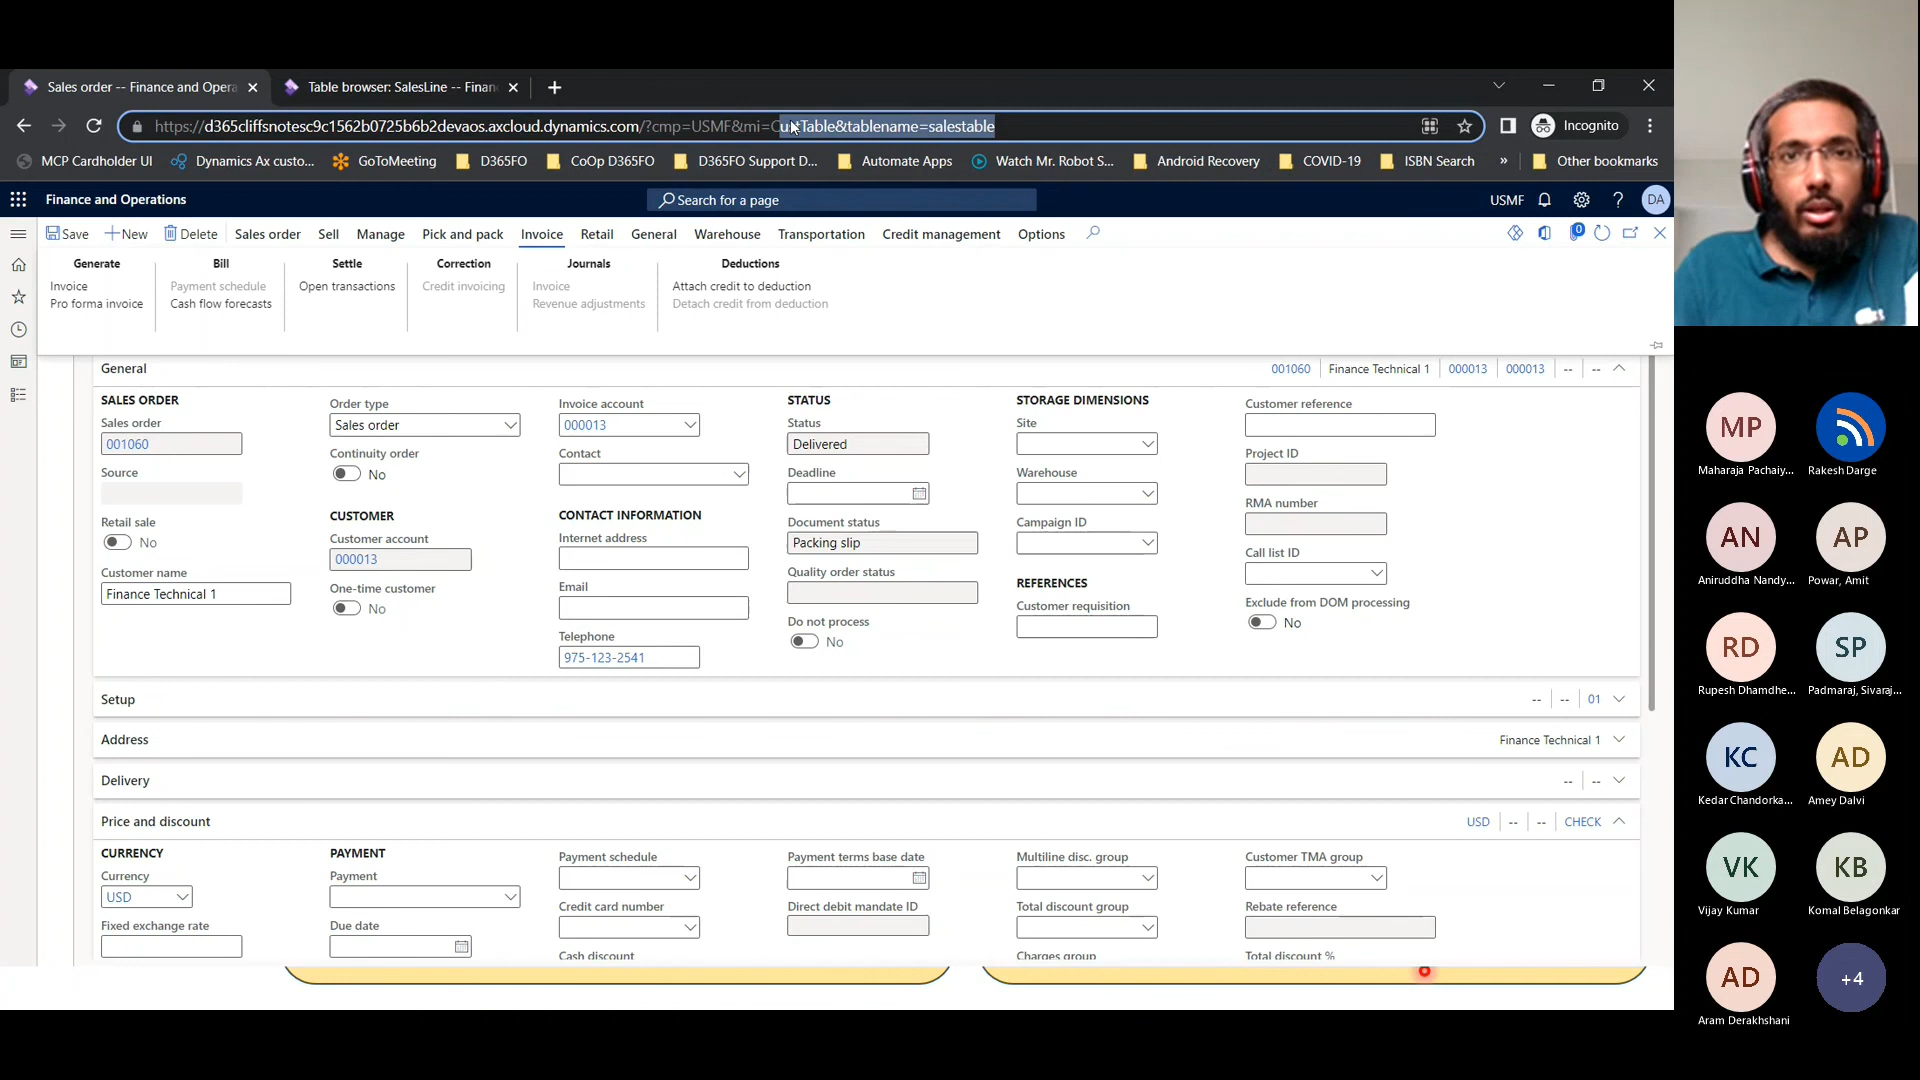 Sales order -- Finance and Opera
Table browser: SalesLine -- Finan
https://d365cliffsnotesc9c1562b0725b6b2devaos.axcloud.dynamics.com/?cmp=USMF&mi=CustTable&tablename=salestable
Incognito
MCP Cardholder UI
Dynamics Ax custo...
GoToMeeting
D365FO
CoOp D365FO
D365FO Support D...
Automate Apps
Watch Mr. Robot S...
Android Recovery
COVID-19
ISBN Search
»
Other bookmarks
Finance and Operations
Search for a page
USMF
?
DA
Save
New
Delete
Sales order
Sell
Manage
Pick and pack
Invoice
Retail
General
Warehouse
Transportation
Credit management
Options
0
Generate
Invoice
Pro forma invoice
Bill
Payment schedule
Cash flow forecasts
Settle
Open transactions
Correction
Credit invoicing
Journals
Invoice
Revenue adjustments
Deductions
Attach credit to deduction
Detach credit from deduction
General
001060
Finance Technical 1
000013
000013
--
--
SALES ORDER
Sales order
001060
Source
Retail sale
No
Customer name
Finance Technical 1
Order type
Sales order
Continuity order
No
CUSTOMER
Customer account
000013
One-time customer
No
Invoice account
000013
Contact
CONTACT INFORMATION
Internet address
Email
Telephone
975-123-2541
STATUS
Status
Delivered
Deadline
Document status
Packing slip
Quality order status
Do not process
No
STORAGE DIMENSIONS
Site
Warehouse
Campaign ID
REFERENCES
Customer requisition
Customer reference
Project ID
RMA number
Call list ID
Exclude from DOM processing
No
Setup
--
--
01
Address
Finance Technical 1
Delivery
--
--
Price and discount
USD
--
--
CHECK
CURRENCY
Currency
USD
Fixed exchange rate
PAYMENT
Payment
Due date
Payment schedule
Credit card number
Cash discount
Payment terms base date
Direct debit mandate ID
Multiline disc. group
Total discount group
Charges group
Customer TMA group
Rebate reference
Total discount %
MP
Maharaja Pachaiy...
Rakesh Darge
AN
Aniruddha Nandy...
AP
Powar, Amit
RD
Rupesh Dhamdhe...
SP
Padmaraj, Sivaraj...
KC
Kedar Chandorka...
AD
Amey Dalvi
VK
Vijay Kumar
KB
Komal Belagonkar
AD
Aram Derakhshani
+4